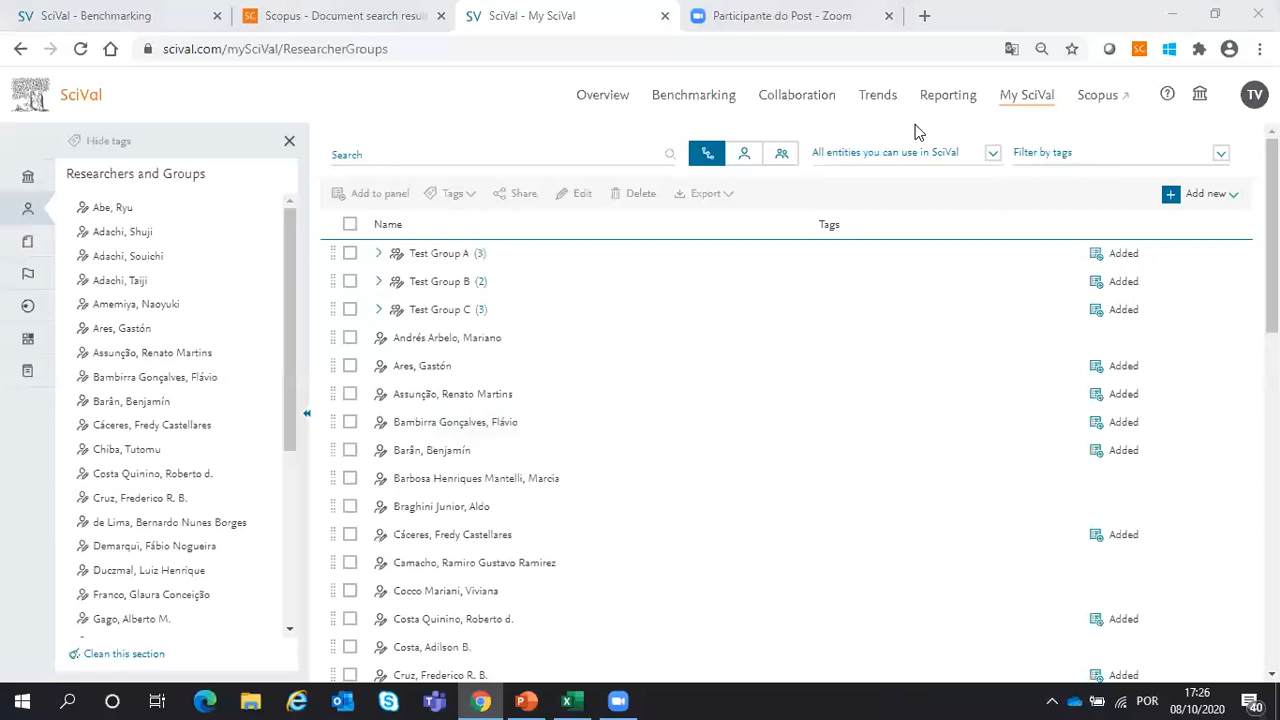 SciVal - Benchmarking
Scopus - Document search result
SciVal - My SciVal
Participante do Post - Zoom
scival.com/mySciVal/ResearcherGroups
SciVal
Overview
Benchmarking
Collaboration
Trends
Reporting
My SciVal
Scopus
TV
Hide tags
Researchers and Groups
Abe, Ryu
Adachi, Shuji
Adachi, Souichi
Adachi, Taiji
Amemiya, Naoyuki
Ares, Gastón
Assunção, Renato Martins
Bambirra Gonçalves, Flávio
Barân, Benjamín
Cáceres, Fredy Castellares
Chiba, Tutomu
Costa Quinino, Roberto d.
Cruz, Frederico R. B.
de Lima, Bernardo Nunes Borges
Demarqui, Fábio Nogueira
Duczmal, Luiz Henrique
Franco, Glaura Conceição
Gago, Alberto M.
Clean this section
Search
All entities you can use in SciVal
Filter by tags
Add to panel
Tags
Share
Edit
Delete
Export
Add new
Name
Tags
Test Group A (3)
Added
Test Group B (2)
Added
Test Group C (3)
Added
Andrés Arbelo, Mariano
Ares, Gastón
Added
Assunção, Renato Martins
Added
Bambirra Gonçalves, Flávio
Added
Barân, Benjamín
Added
Barbosa Henriques Mantelli, Marcia
Braghini Junior, Aldo
Cáceres, Fredy Castellares
Added
Camacho, Ramiro Gustavo Ramirez
Cocco Mariani, Viviana
Costa Quinino, Roberto d.
Added
Costa, Adilson B.
Cruz, Frederico R. B.
Added
POR
17:26
08/10/2020
40